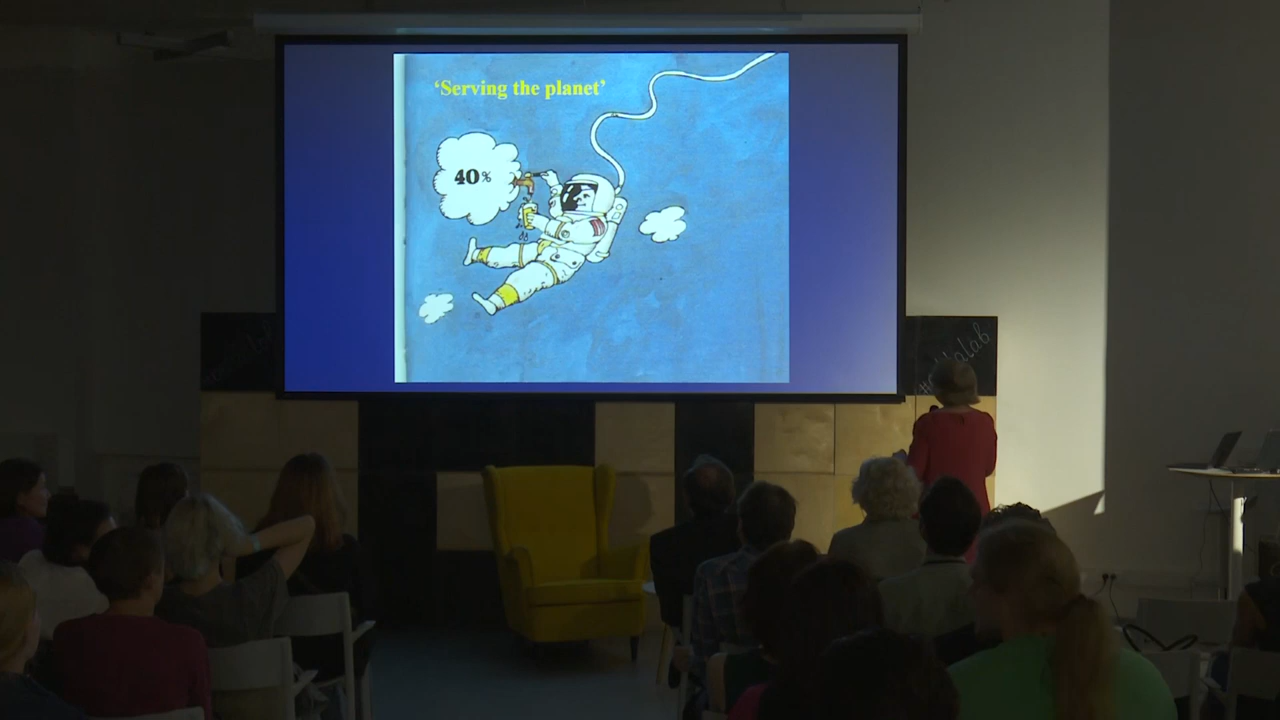 ‘Serving the planet’
40%